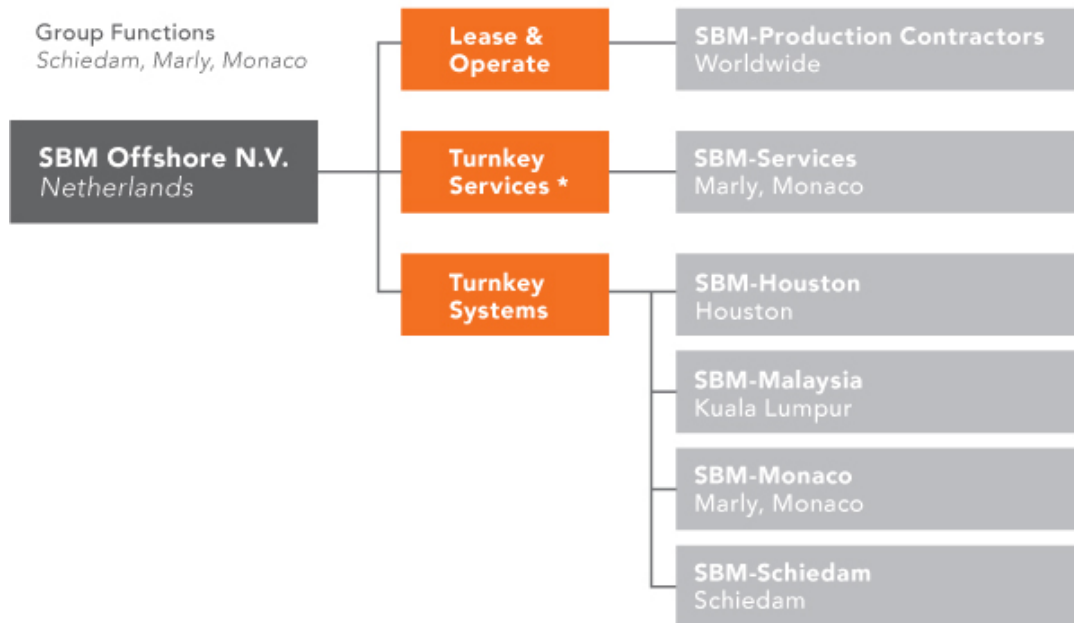 Group Functions
Schiedam, Marly, Monaco
SBM Offshore N.V.
Netherlands
Lease &
Operate
SBM-Production Contractors
Worldwide
Turnkey
Services *
SBM-Services
Marly, Monaco
Turnkey
Systems
SBM-Houston
Houston
SBM-Malaysia
Kuala Lumpur
SBM-Monaco
Marly, Monaco
SBM-Schiedam
Schiedam